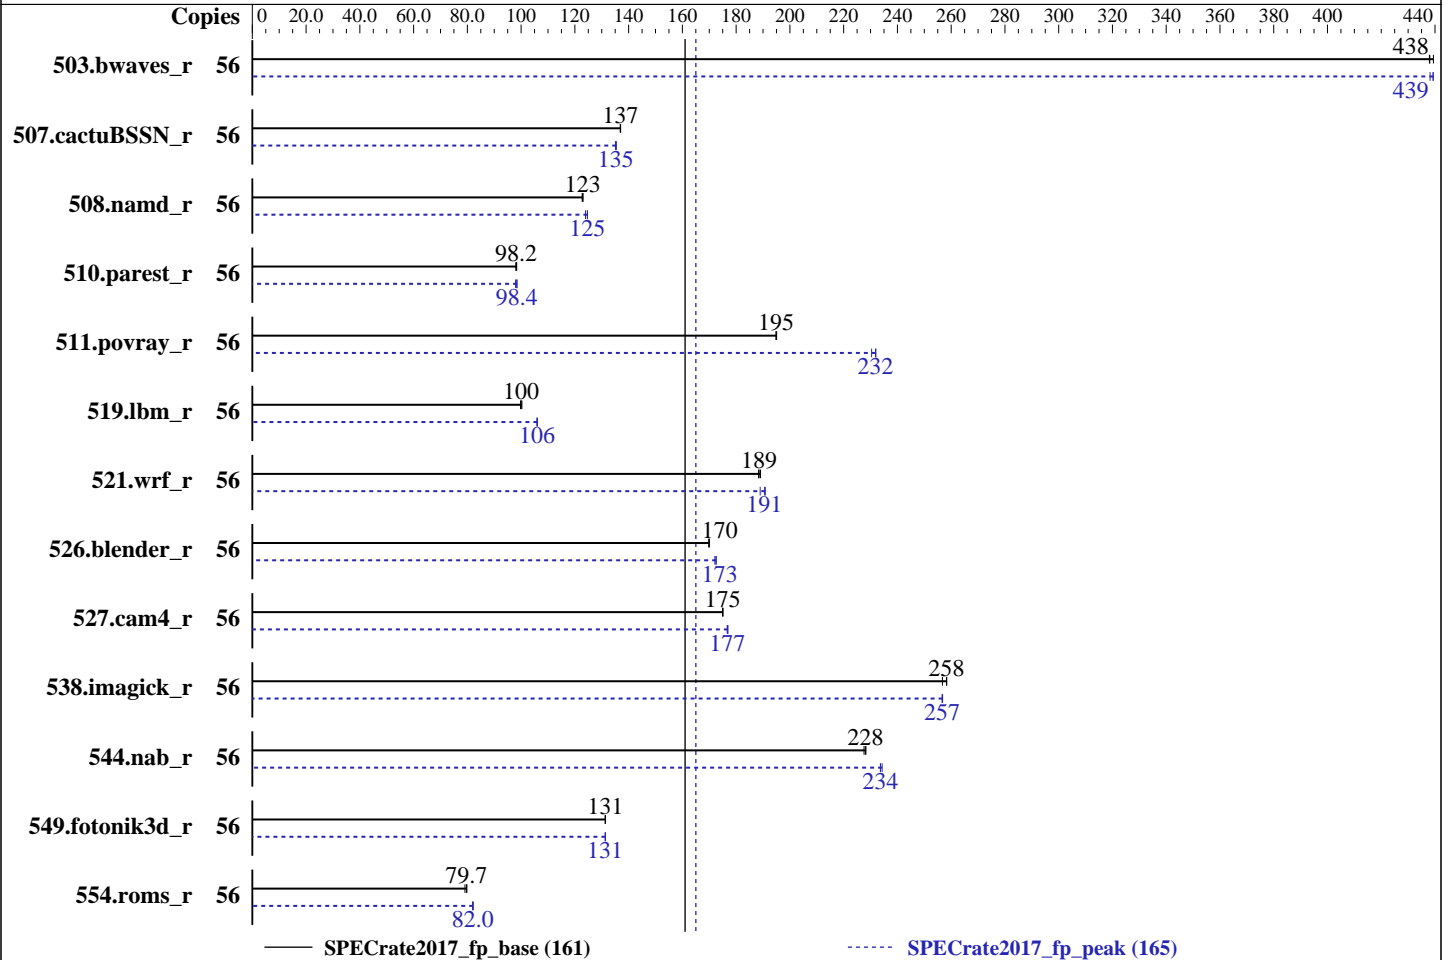 Copies 0 20.0 40.0 60.0 80.0 100 120 140 160 180 200 220 240 260 280 300 320 340 360 380 400 440
438
503.bwaves_r 56
439
137
507.cactuBSSN_r 56
135
123
508.namd_r 56
125
98.2
510.parest_r 56
98.4
195
511.povray_r 56
232
100
519.lbm_r 56
106
189
521.wrf_r 56
191
170
526.blender_r 56
173
175
527.cam4_r 56
177
258
538.imagick_r 56
257
228
544.nab_r 56
234
131
549.fotonik3d_r 56
131
79.7
554.roms_r 56
82.0
SPECrate2017_fp_base (161) SPECrate2017_fp_peak (165)